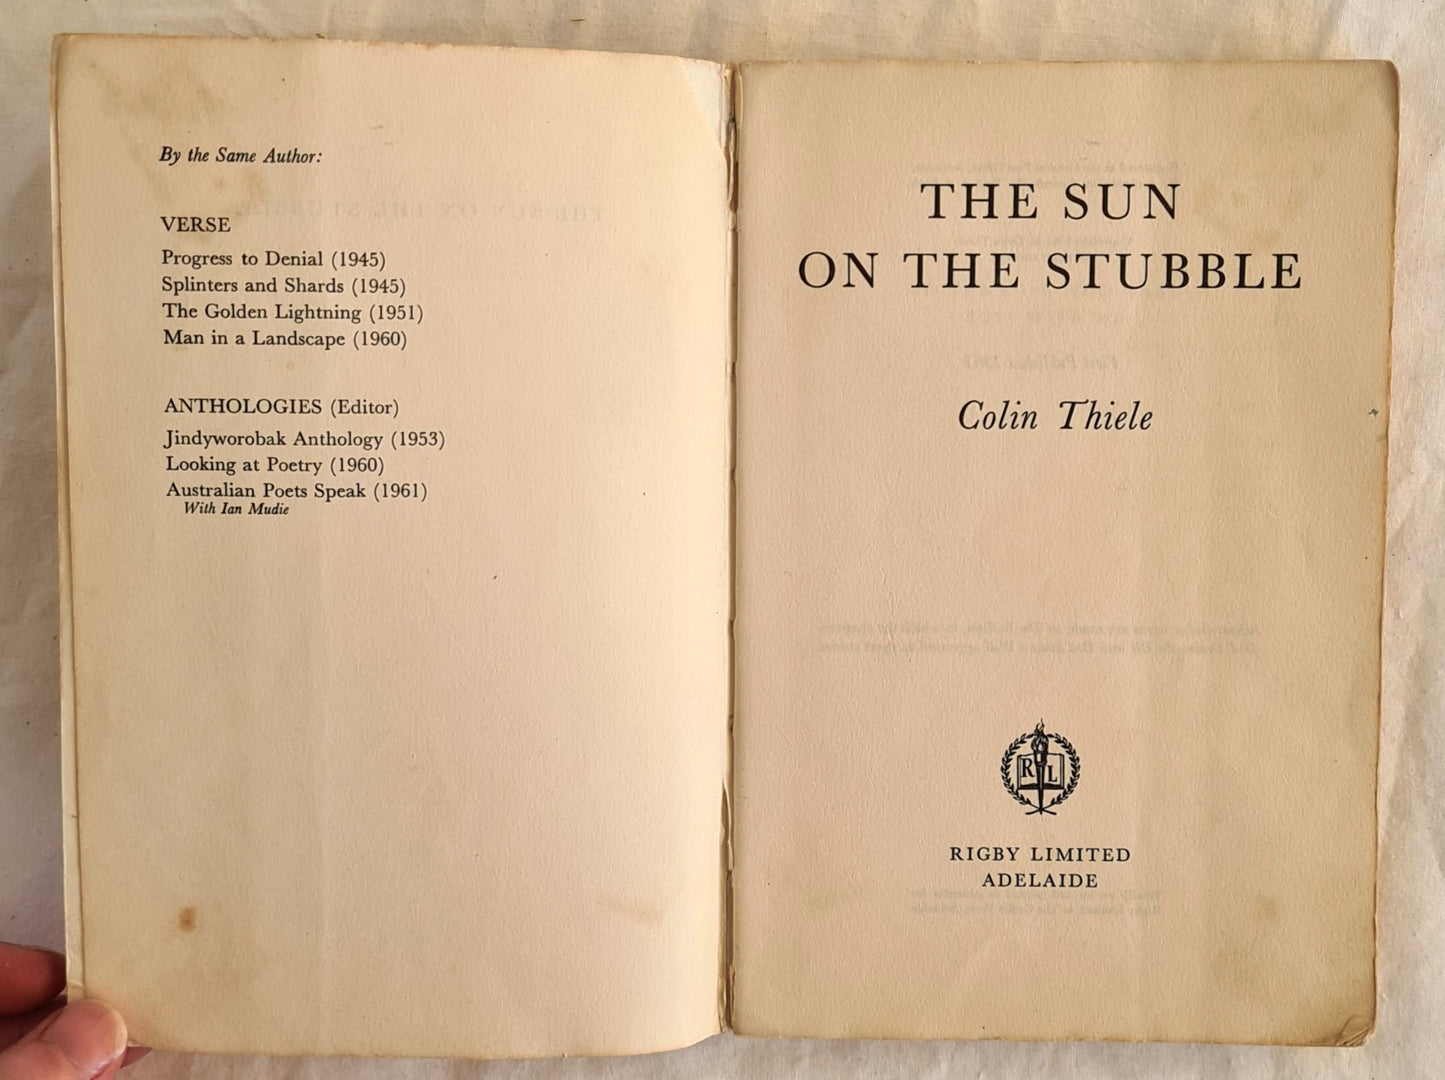 By the Same Author:
VERSE
Progress to Denial (1945)
Splinters and Shards (1945)
The Golden Lightning (1951)
Man in a Landscape (1960)
ANTHOLOGIES (Editor)
Jindyworobak Anthology (1953)
Looking at Poetry (1960)
Australian Poets Speak (1961)
With Ian Mudie
THE SUN
ON THE STUBBLE
Colin Thiele
R L
RIGBY LIMITED
ADELAIDE